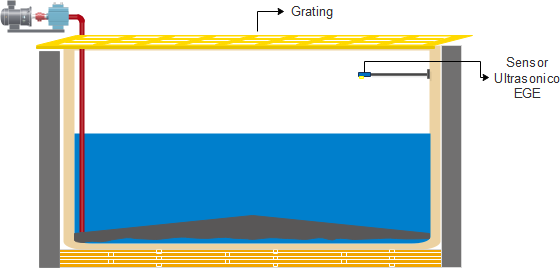 Grating
Sensor
Ultrasonico
EGE